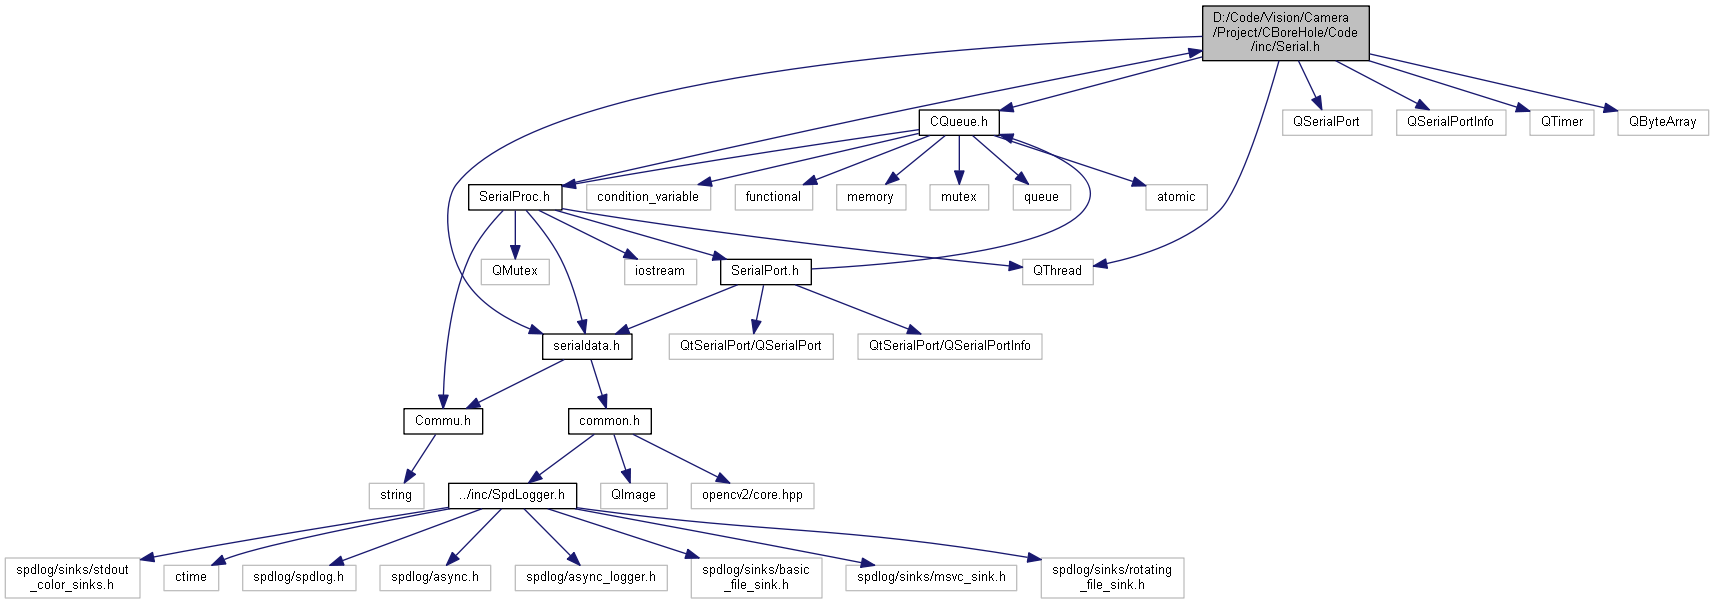 D:/Code/Vision/Camera
/Project/CBoreHole/Code
/inc/Serial.h
CQueue.h
QSerialPort
QSerialPortInfo
QTimer
QByteArray
SerialProc.h
condition_variable
functional
memory
mutex
queue
atomic
QMutex
iostream
SerialPort.h
QThread
serialdata.h
QtSerialPort/QSerialPort
QtSerialPort/QSerialPortInfo
Commu.h
common.h
string
../inc/SpdLogger.h
QImage
opencv2/core.hpp
spdlog/sinks/stdout
_color_sinks.h
ctime
spdlog/spdlog.h
spdlog/async.h
spdlog/async_logger.h
spdlog/sinks/basic
_file_sink.h
spdlog/sinks/msvc_sink.h
spdlog/sinks/rotating
_file_sink.h